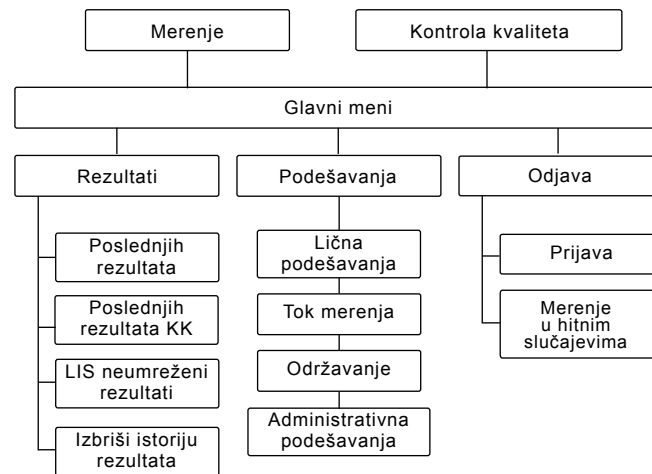 Merenje
Kontrola kvaliteta
Glavni meni
Rezultati
Podešavanja
Odjava
Poslednjih
rezultata
Poslednjih
rezultata KK
LIS neumreženi
rezultati
Izbriši istoriju
rezultata
Lična
podešavanja
Tok merenja
Održavanje
Administrativna
podešavanja
Prijava
Merenje
u hitnim
slučajevima